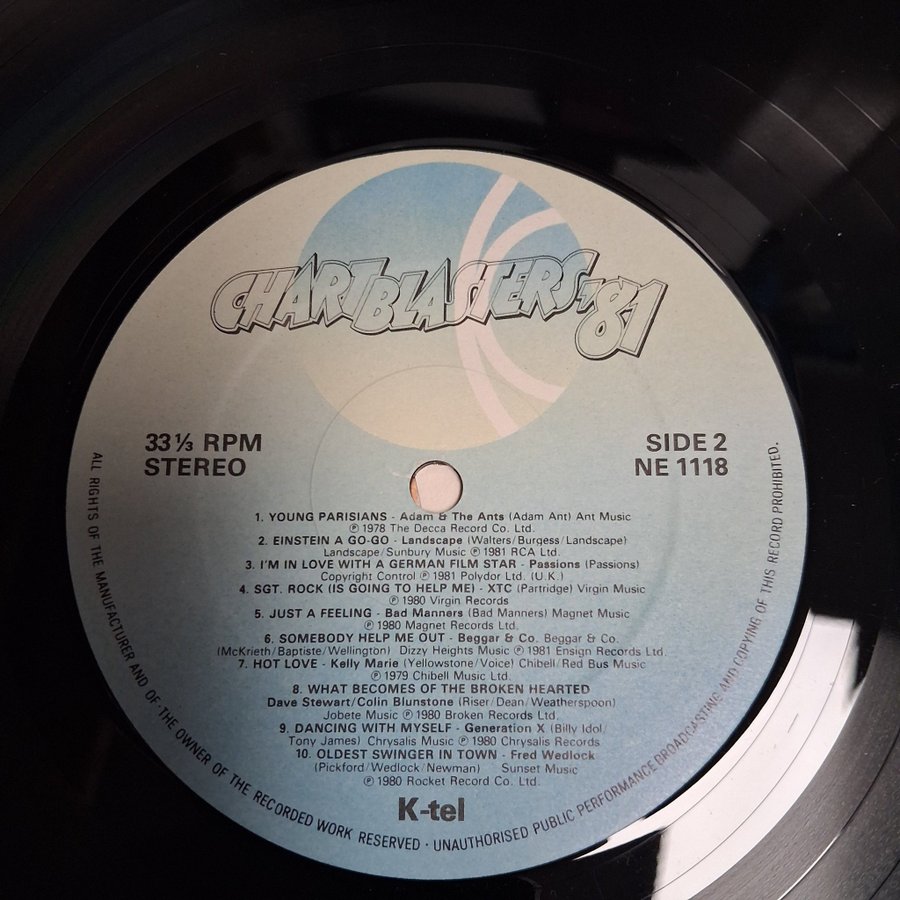 CHARTBLASTERS '81
33⅓ RPM
STEREO
SIDE 2
NE 1118
1. YOUNG PARISIANS - Adam & The Ants (Adam Ant) Ant Music
℗ 1978 The Decca Record Co. Ltd.
2. EINSTEIN A GO-GO - Landscape (Walters/Burgess/Landscape)
Landscape/Sunbury Music ℗ 1981 RCA Ltd.
3. I'M IN LOVE WITH A GERMAN FILM STAR - Passions (Passions)
Copyright Control ℗ 1981 Polydor Ltd. (U.K.)
4. SGT. ROCK (IS GOING TO HELP ME) - XTC (Partridge) Virgin Music
℗ 1980 Virgin Records
5. JUST A FEELING - Bad Manners (Bad Manners) Magnet Music
℗ 1980 Magnet Records Ltd.
6. SOMEBODY HELP ME OUT - Beggar & Co. Beggar & Co.
(McKrieth/Baptiste/Wellington) Dizzy Heights Music ℗ 1981 Ensign Records Ltd.
7. HOT LOVE - Kelly Marie (Yellowstone/Voice) Chibell/Red Bus Music
℗ 1979 Chibell Music Ltd.
8. WHAT BECOMES OF THE BROKEN HEARTED
Dave Stewart/Colin Blunstone (Riser/Dean/Weatherspoon)
Jobete Music ℗ 1980 Broken Records Ltd.
9. DANCING WITH MYSELF - Generation X (Billy Idol/
Tony James) Chrysalis Music ℗ 1980 Chrysalis Records
10. OLDEST SWINGER IN TOWN - Fred Wedlock
(Pickford/Wedlock/Newman) Sunset Music
℗ 1980 Rocket Record Co. Ltd.
K-tel
ALL RIGHTS OF THE MANUFACTURER AND OF THE OWNER OF THE RECORDED WORK RESERVED · UNAUTHORISED PUBLIC PERFORMANCE BROADCASTING AND COPYING OF THIS RECORD PROHIBITED.